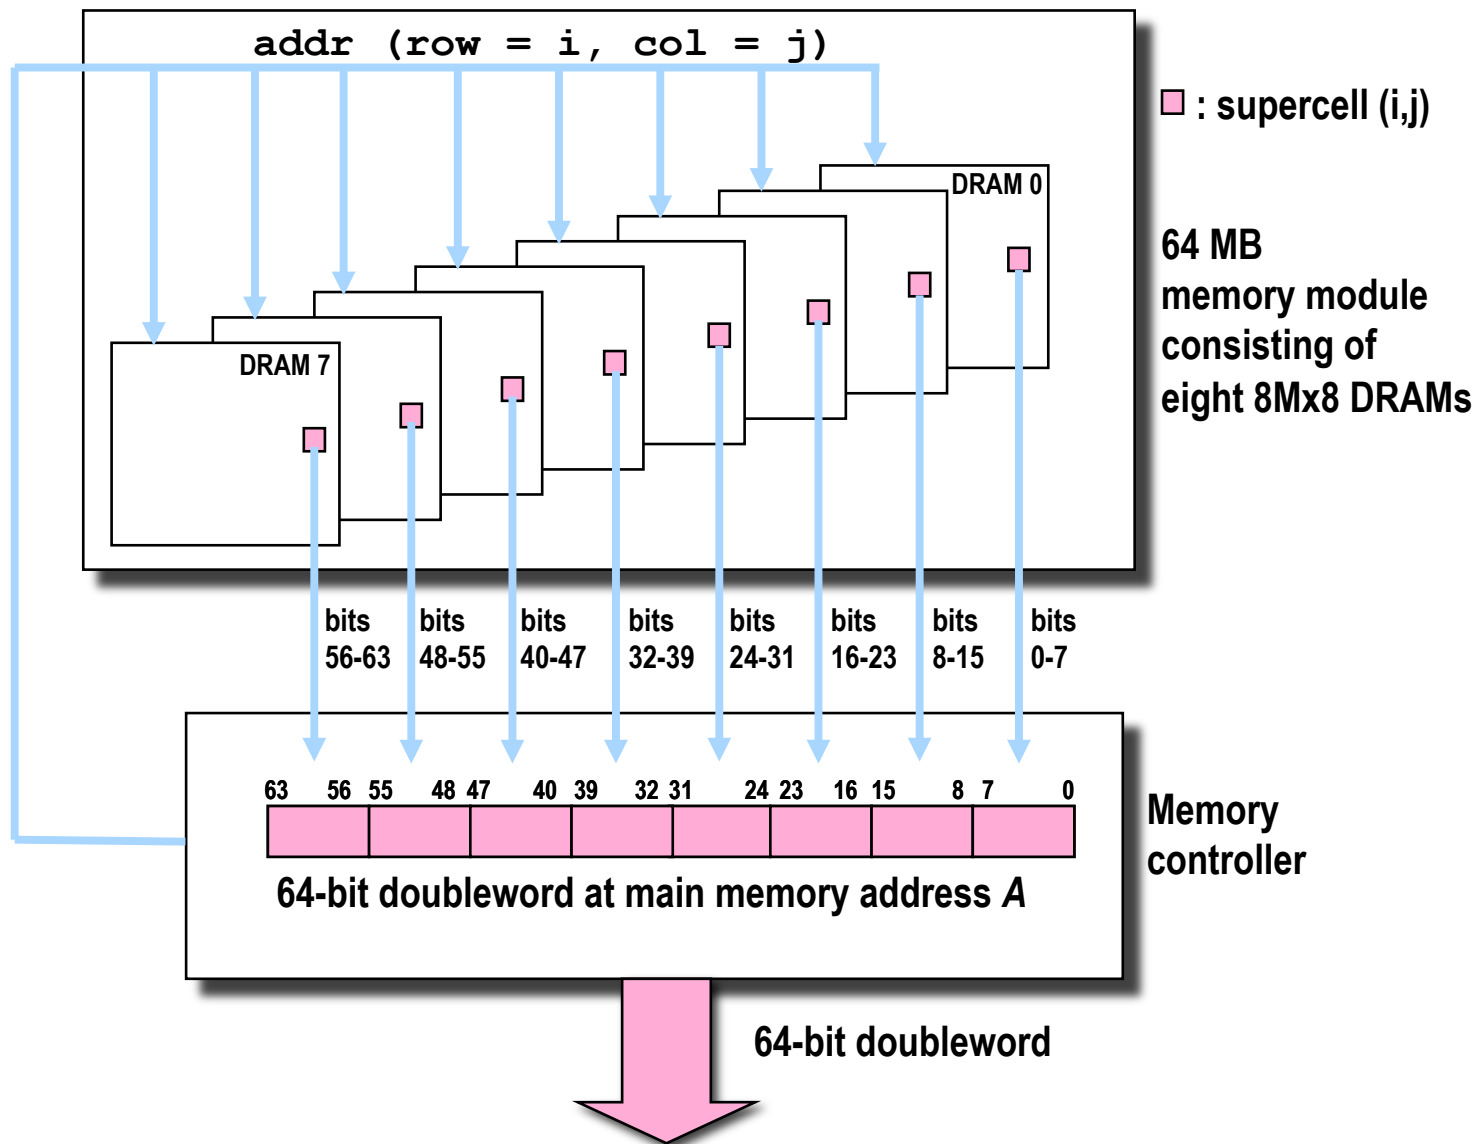 addr (row = i, col = j)
: supercell (i,j)
DRAM 0
64 MB
memory module
consisting of
eight 8Mx8 DRAMs
DRAM 7
bits
56-63
bits
48-55
bits
40-47
bits
32-39
bits
24-31
bits
16-23
bits
8-15
bits
0-7
63 56 55 48 47 40 39 32 31 24 23 16 15 8 7 0
Memory
controller
64-bit doubleword at main memory address A
64-bit doubleword